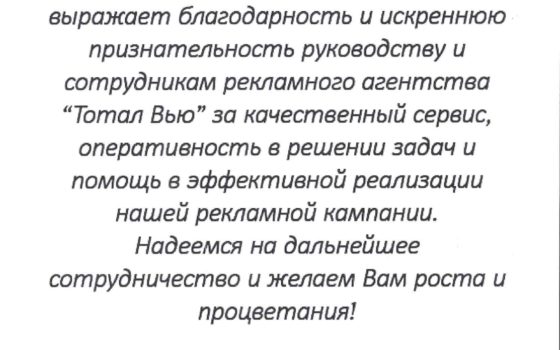 выражает благодарность и искреннюю
признательность руководству и
сотрудникам рекламного агентства
“Тотал Вью” за качественный сервис,
оперативность в решении задач и
помощь в эффективной реализации
нашей рекламной кампании.
Надеемся на дальнейшее
сотрудничество и желаем Вам роста и
процветания!